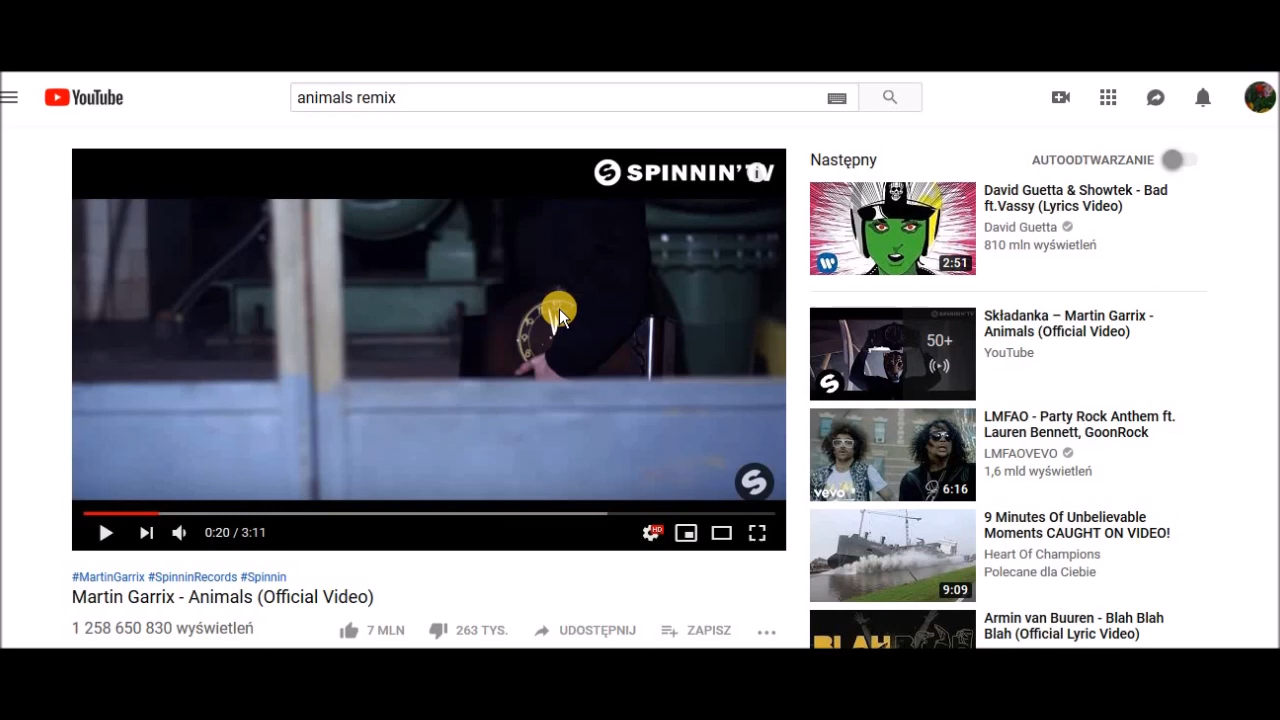 YouTube
animals remix
SPINNIN' TV
0:20 / 3:11
HD
#MartinGarrix #SpinninRecords #Spinnin
Martin Garrix - Animals (Official Video)
1 258 650 830 wyświetleń
7 MLN
263 TYS.
UDOSTĘPNIJ
ZAPISZ
Następny
AUTOODTWARZANIE
2:51
David Guetta & Showtek - Bad
ft.Vassy (Lyrics Video)
David Guetta
810 mln wyświetleń
SPINNIN' TV
50+
Składanka – Martin Garrix -
Animals (Official Video)
YouTube
vevo
6:16
LMFAO - Party Rock Anthem ft.
Lauren Bennett, GoonRock
LMFAOVEVO
1,6 mld wyświetleń
9:09
9 Minutes Of Unbelievable
Moments CAUGHT ON VIDEO!
Heart Of Champions
Polecane dla Ciebie
BLAH
Armin van Buuren - Blah Blah
Blah (Official Lyric Video)